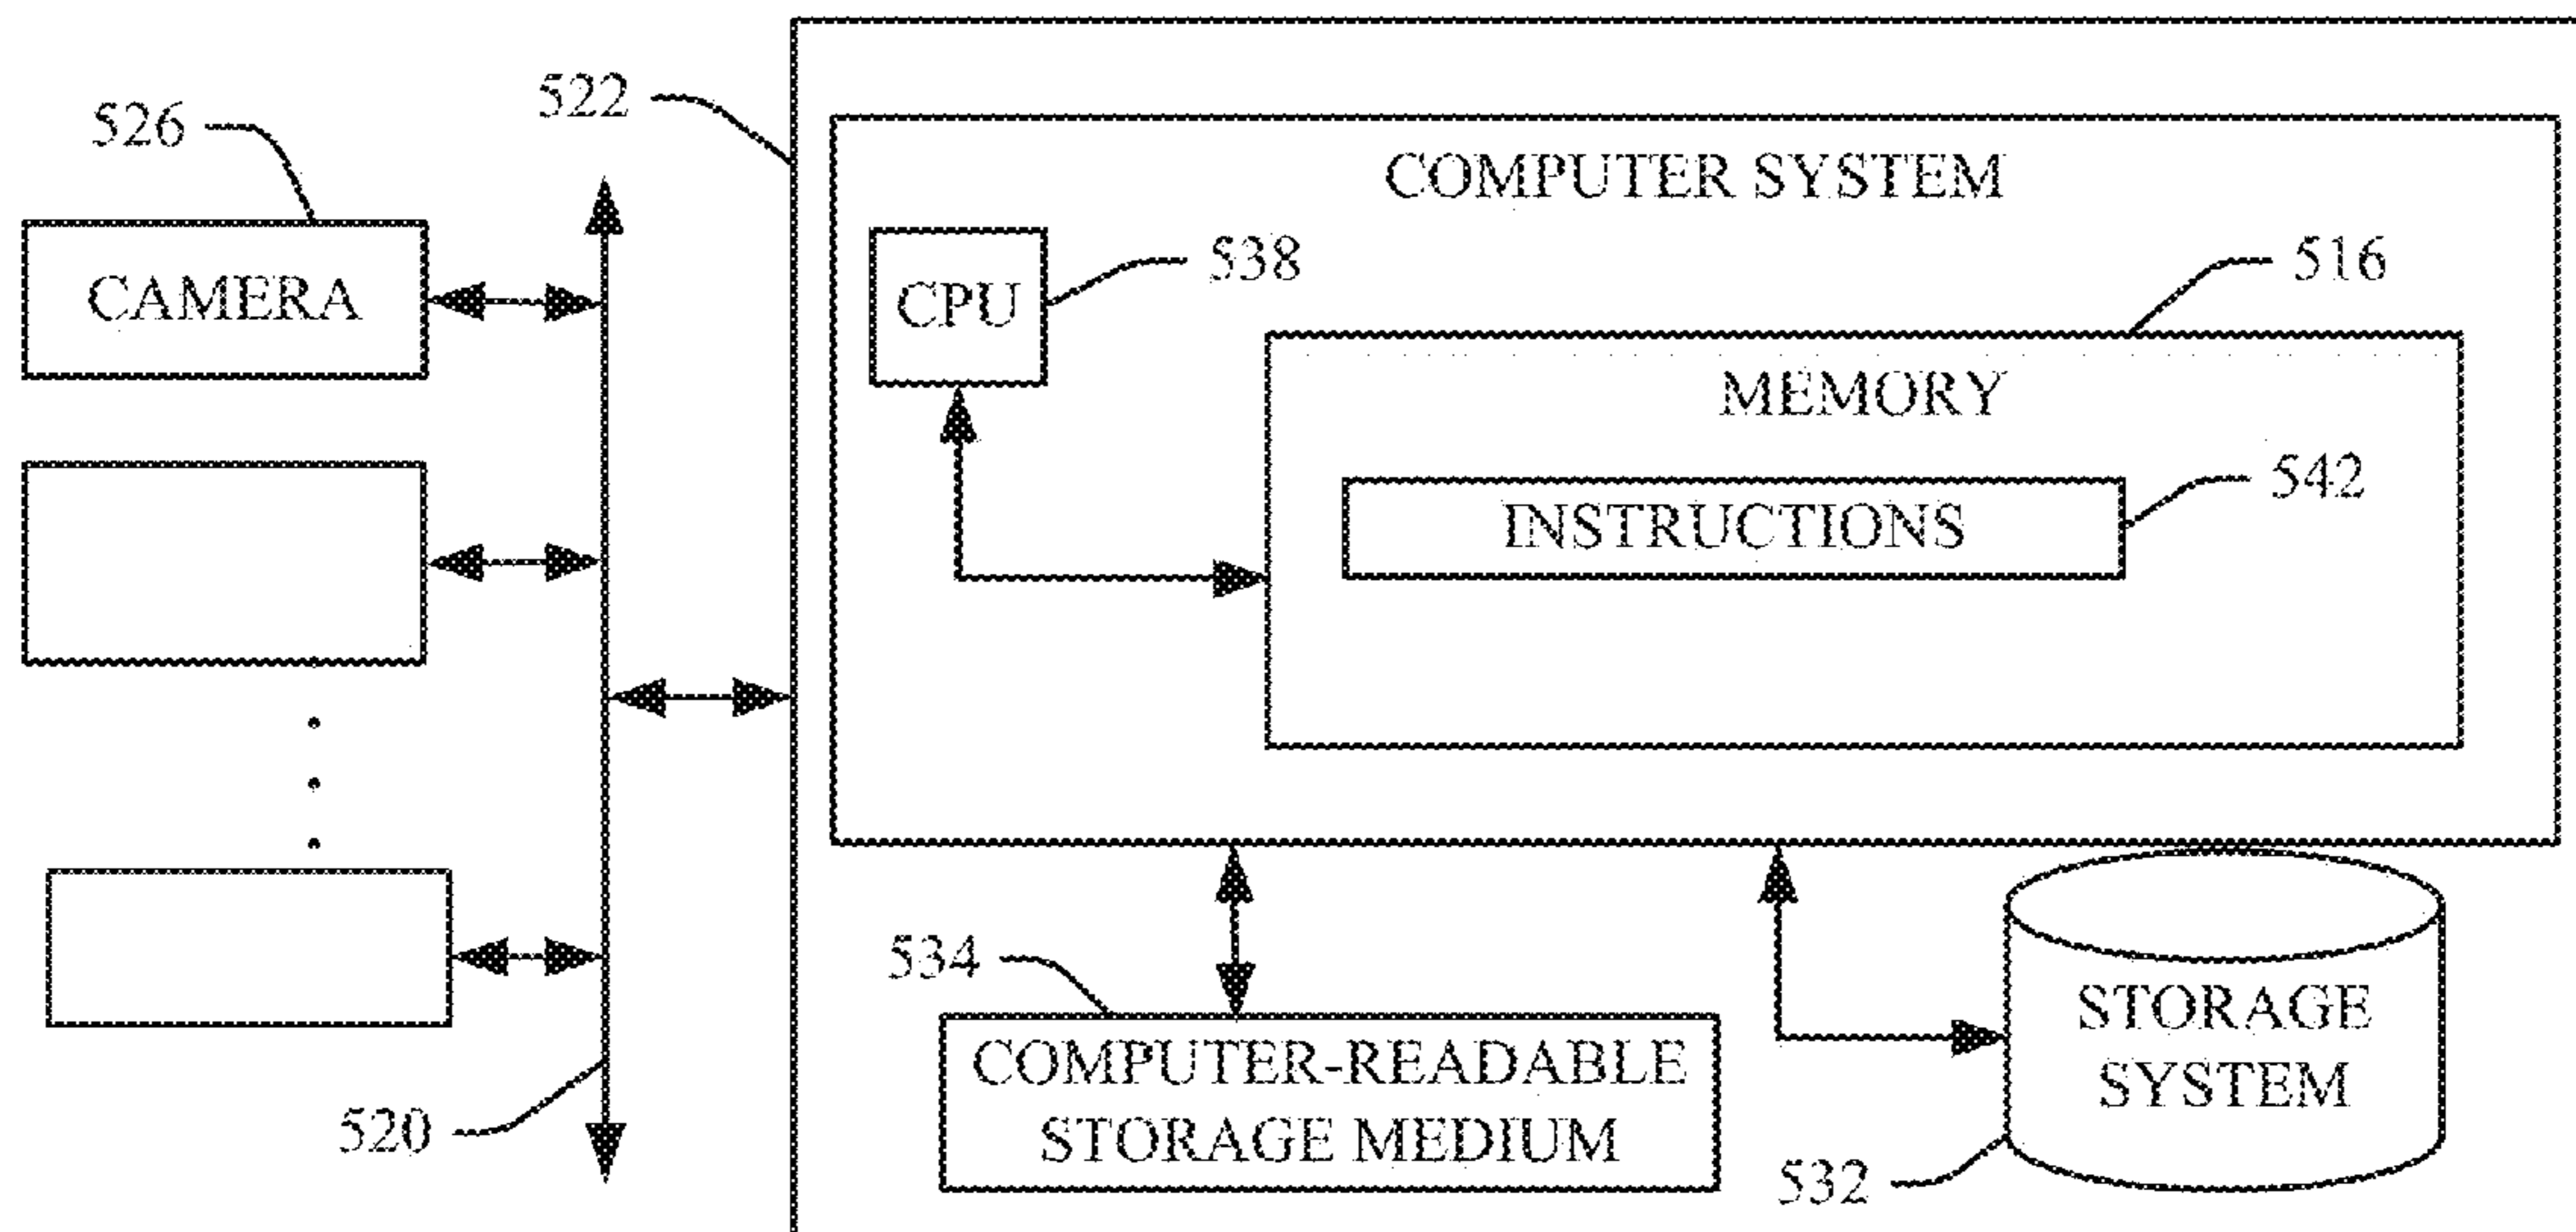 522
526
COMPUTER SYSTEM
538
516
CAMERA
CPU
MEMORY
542
INSTRUCTIONS
534
STORAGE
SYSTEM
COMPUTER-READABLE
STORAGE MEDIUM
520
532